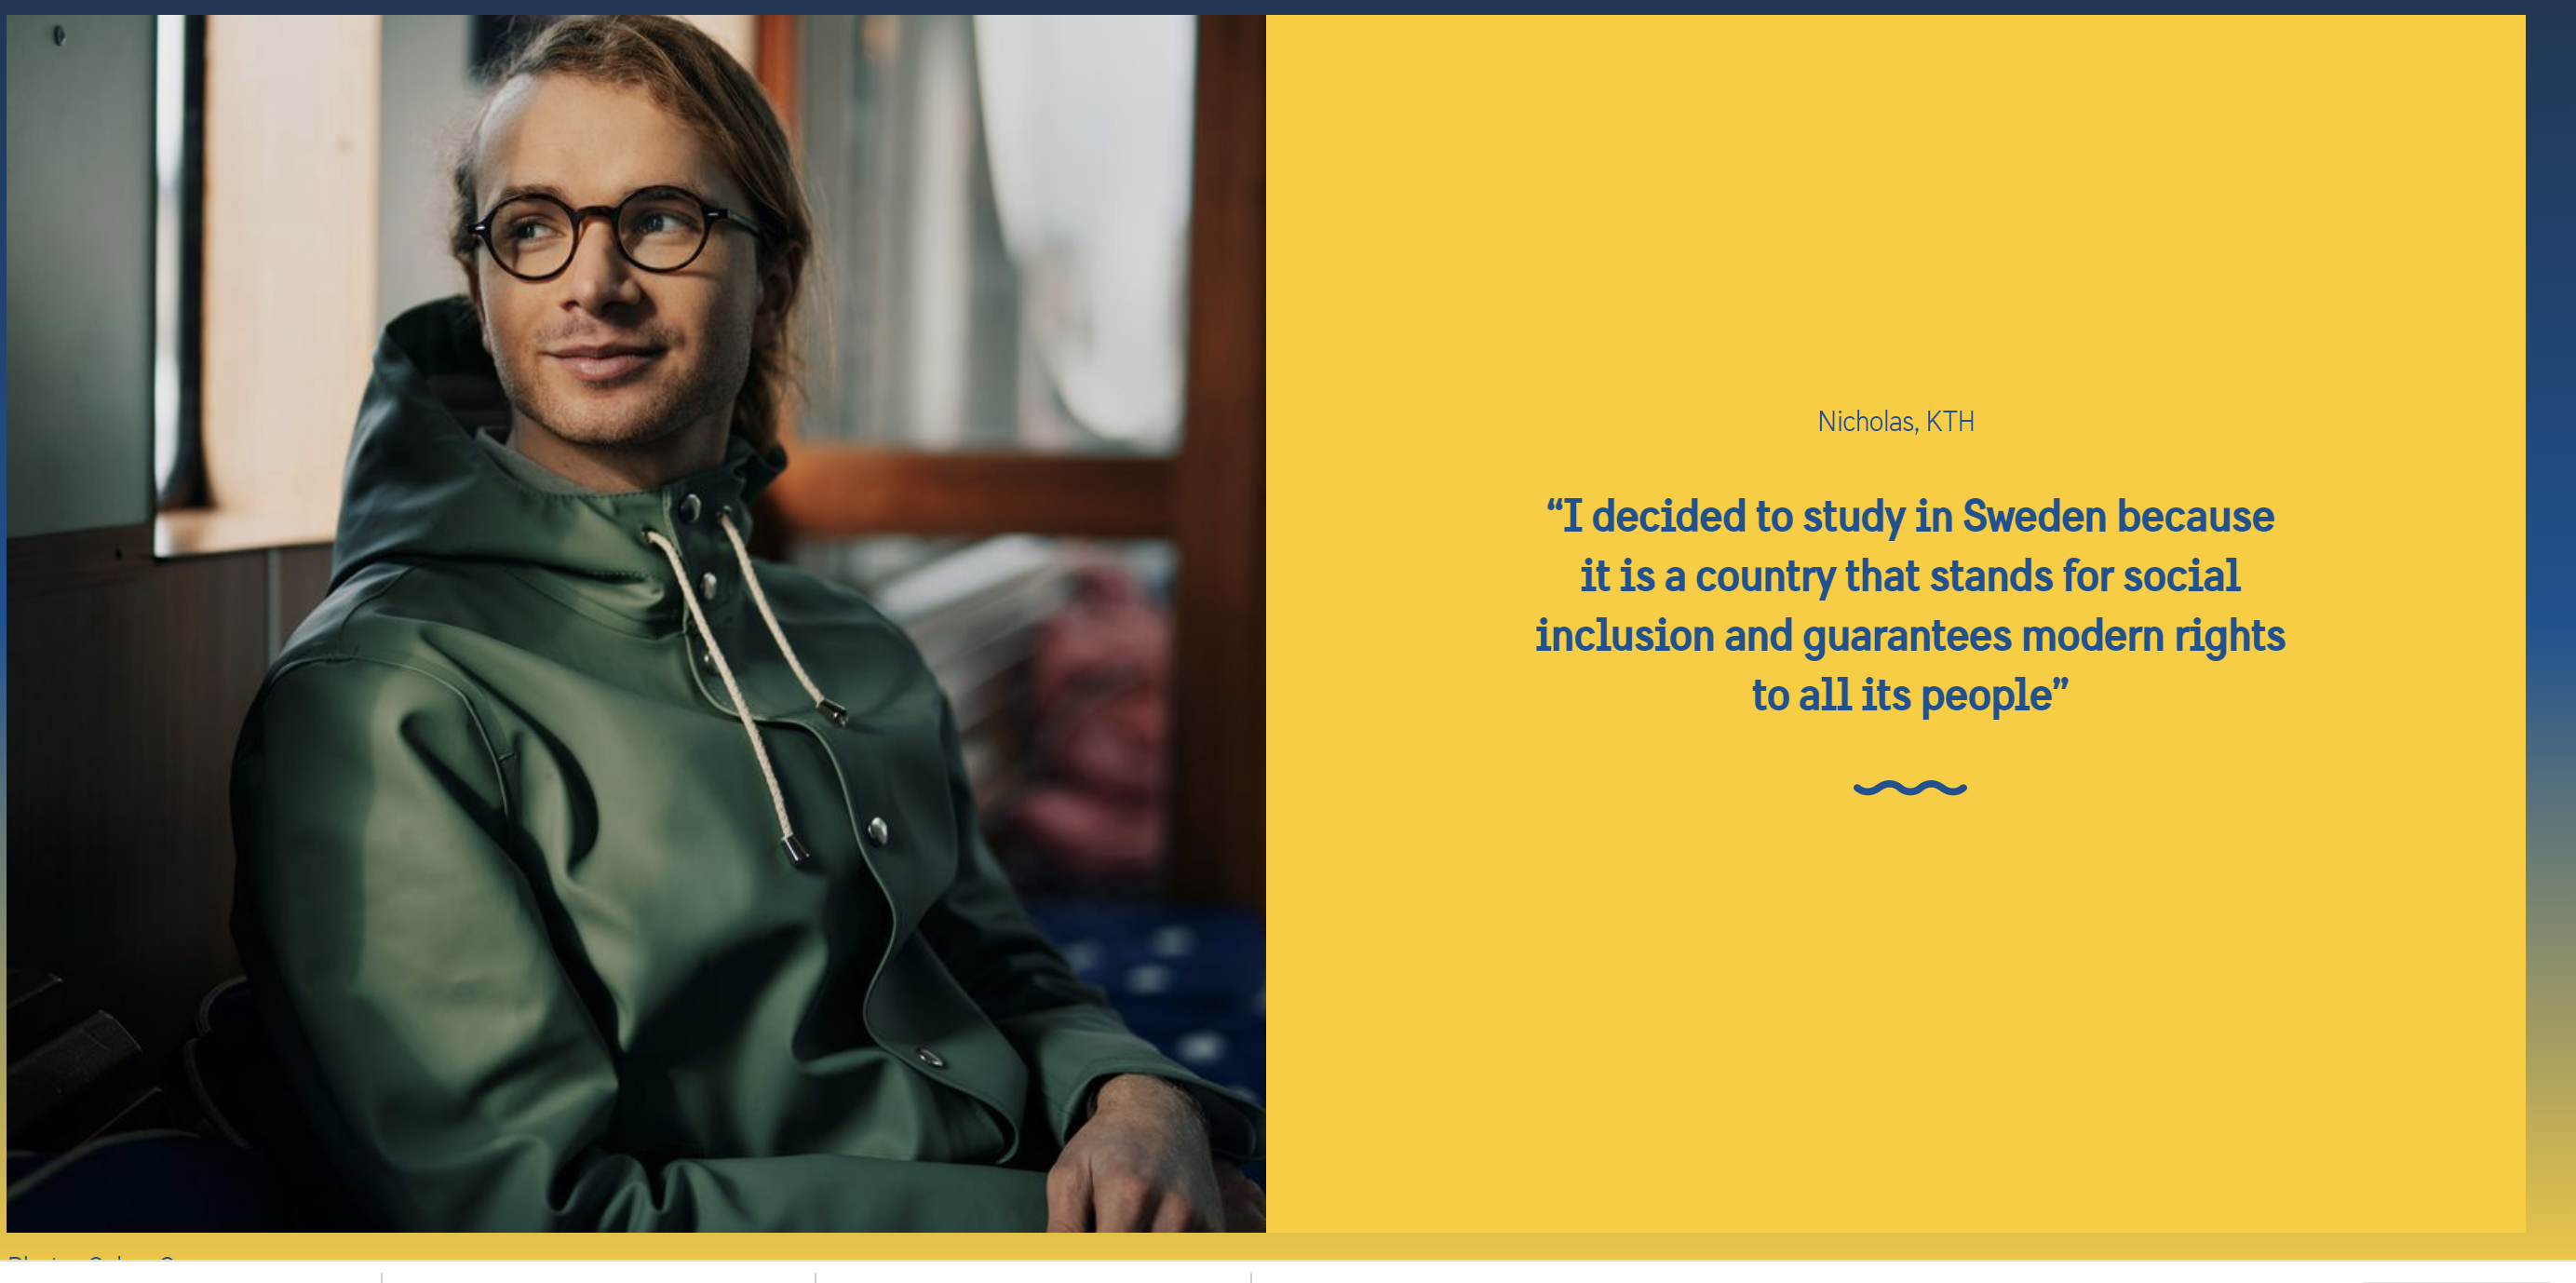 Nicholas, KTH
“I decided to study in Sweden because
it is a country that stands for social
inclusion and guarantees modern rights
to all its people”